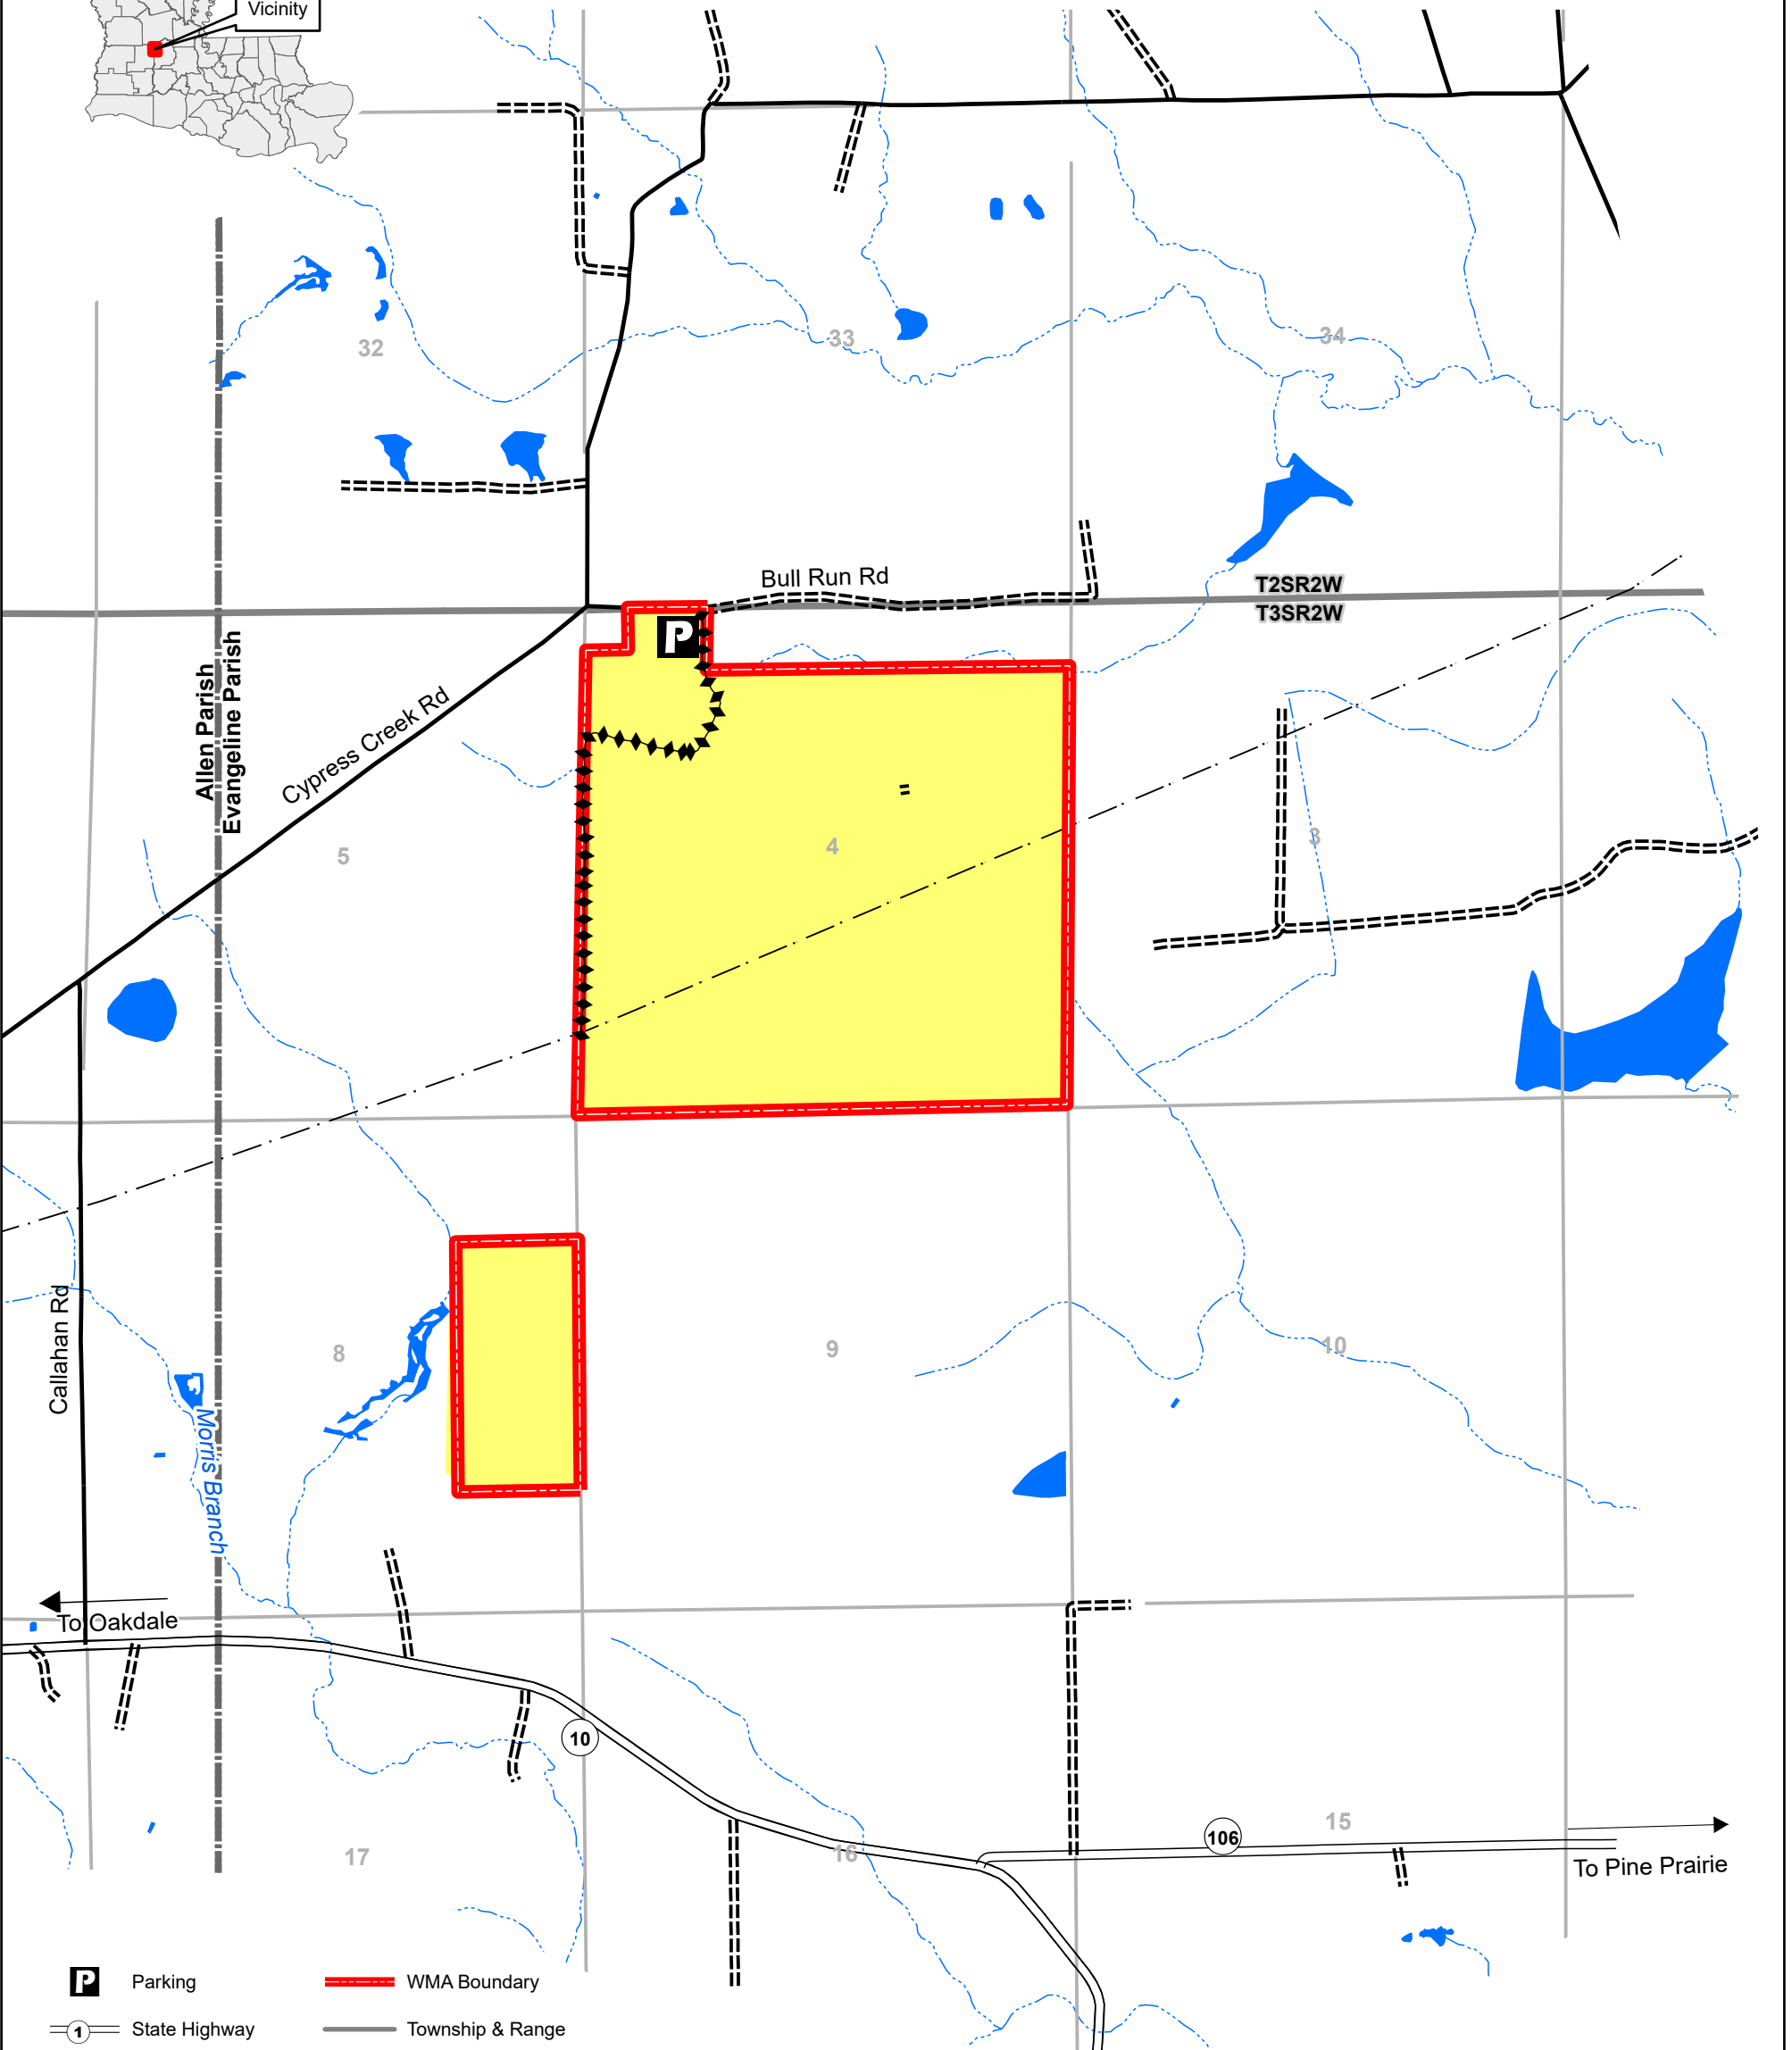 Vicinity
32
33
34
Bull Run Rd
T2SR2W
T3SR2W
P
Allen Parish
Evangeline Parish
Cypress Creek Rd
5
4
3
Callahan Rd
8
9
10
Morris Branch
To Oakdale
10
106
15
16
17
To Pine Prairie
P Parking
WMA Boundary
1 State Highway
Township & Range